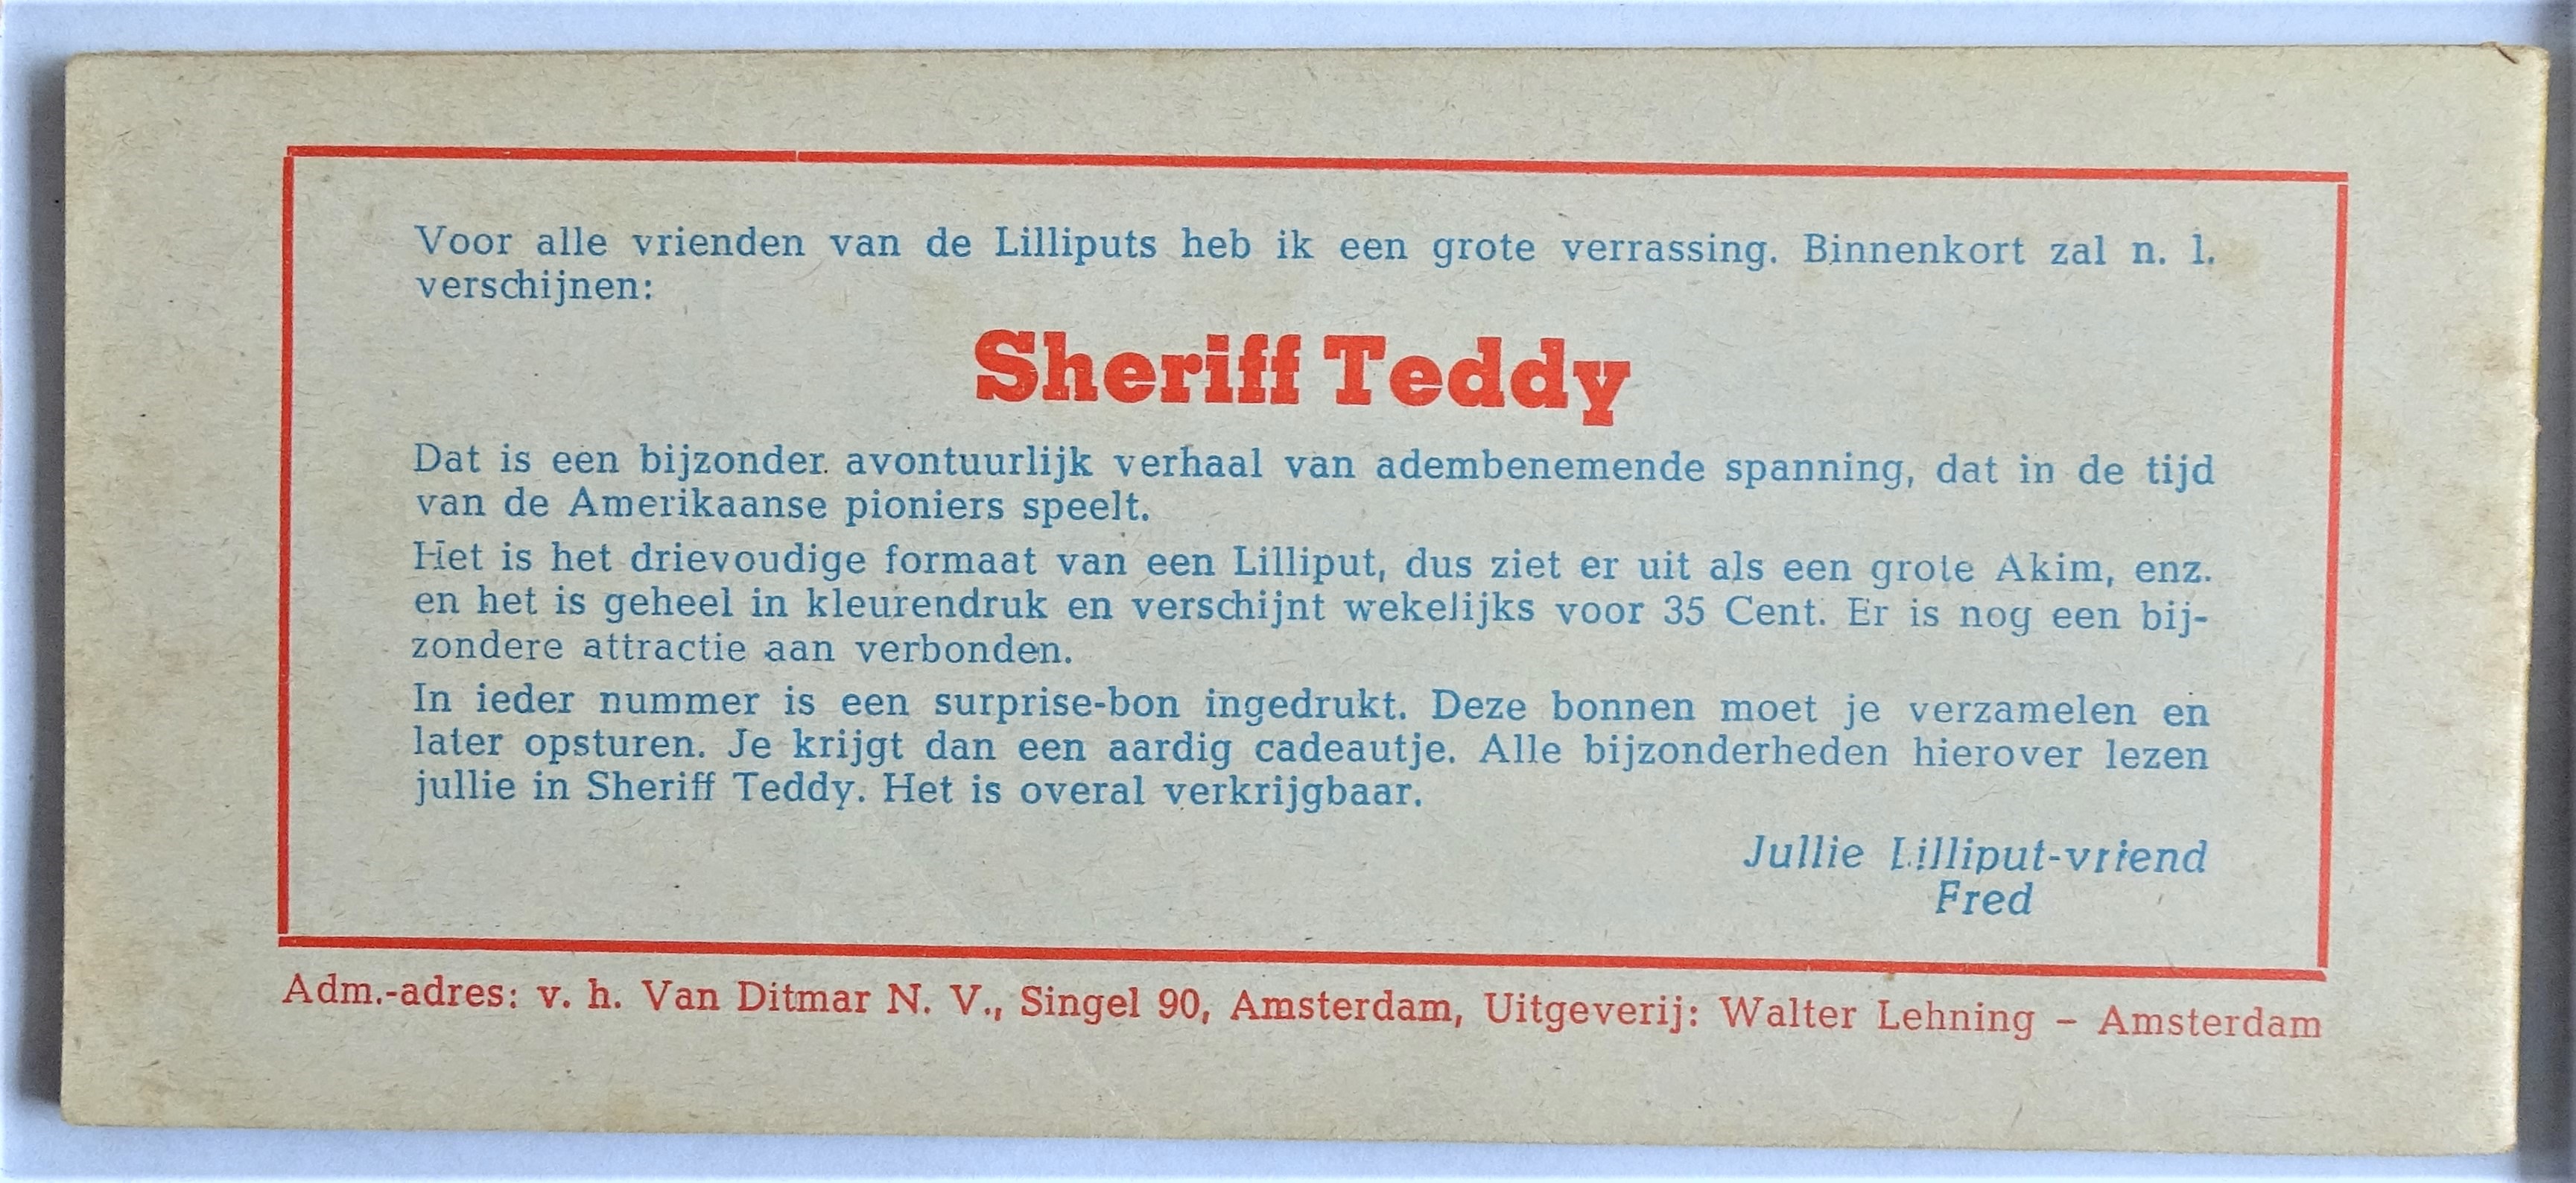 Voor alle vrienden van de Lilliputs heb ik een grote verrassing. Binnenkort zal n. l.
verschijnen:
Sheriff Teddy
Dat is een bijzonder avontuurlijk verhaal van adembenemende spanning, dat in de tijd
van de Amerikaanse pioniers speelt.
Het is het drievoudige formaat van een Lilliput, dus ziet er uit als een grote Akim, enz.
en het is geheel in kleurendruk en verschijnt wekelijks voor 35 Cent. Er is nog een bij-
zondere attractie aan verbonden.
In ieder nummer is een surprise-bon ingedrukt. Deze bonnen moet je verzamelen en
later opsturen. Je krijgt dan een aardig cadeautje. Alle bijzonderheden hierover lezen
jullie in Sheriff Teddy. Het is overal verkrijgbaar.
Jullie Lilliput-vriend
Fred
Adm.-adres: v. h. Van Ditmar N. V., Singel 90, Amsterdam, Uitgeverij: Walter Lehning – Amsterdam